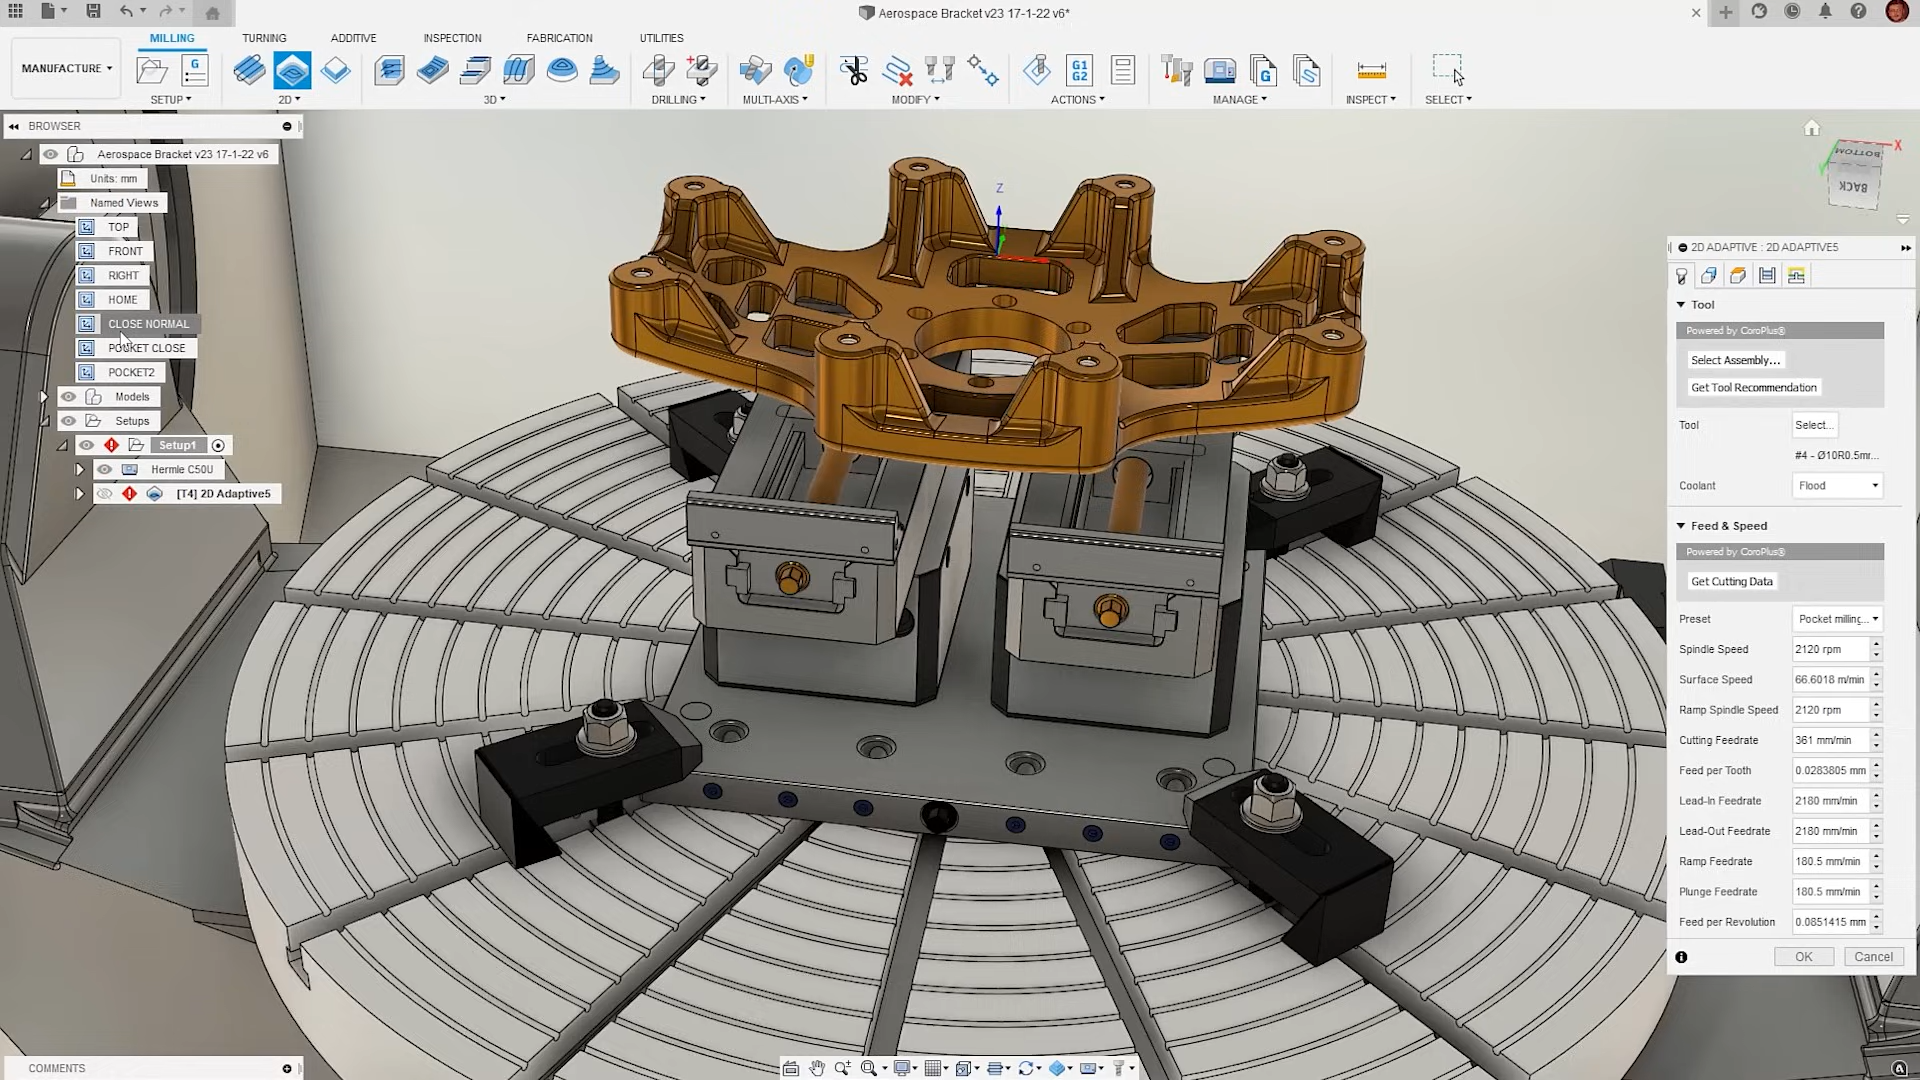 Aerospace Bracket v23 17-1-22 v6*
MILLING TURNING ADDITIVE INSPECTION FABRICATION UTILITIES
MANUFACTURE
G
G1
G2
G
SETUP 2D 3D DRILLING MULTI-AXIS MODIFY ACTIONS MANAGE INSPECT SELECT
BROWSER
Aerospace Bracket v23 17-1-22 v6
Units: mm
Named Views
TOP
FRONT
RIGHT
HOME
CLOSE NORMAL
POCKET CLOSE
POCKET2
Models
Setups
Setup1
Hermle C50U
[T4] 2D Adaptive5
Z
X
BOTTOM
BACK
2D ADAPTIVE : 2D ADAPTIVE5
Tool
Powered by CoroPlus®
Select Assembly...
Get Tool Recommendation
Tool Select...
#4 - Ø10R0.5mr...
Coolant Flood
Feed & Speed
Powered by CoroPlus®
Get Cutting Data
Preset Pocket milling...
Spindle Speed 2120 rpm
Surface Speed 66.6018 m/min
Ramp Spindle Speed 2120 rpm
Cutting Feedrate 361 mm/min
Feed per Tooth 0.0283805 mm
Lead-In Feedrate 2180 mm/min
Lead-Out Feedrate 2180 mm/min
Ramp Feedrate 180.5 mm/min
Plunge Feedrate 180.5 mm/min
Feed per Revolution 0.0851415 mm
OK Cancel
COMMENTS